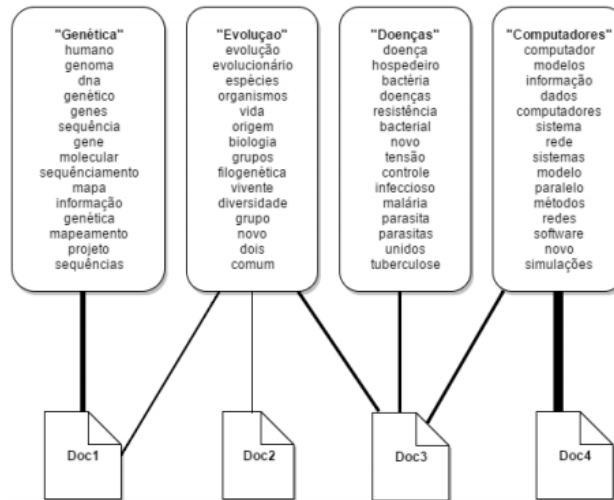 "Genética"
humano
genoma
dna
genético
genes
sequência
gene
molecular
sequênciamento
mapa
informação
genética
mapeamento
projeto
sequências
"Evoluçao"
evolução
evolucionário
espècies
organismos
vida
origem
biologia
grupos
filogenética
vivente
diversidade
grupo
novo
dois
comum
"Doenças"
doença
hospedeiro
bactéria
doenças
resistência
bacterial
novo
tensão
controle
infeccioso
malária
parasita
parasitas
unidos
tuberculose
"Computadores"
computador
modelos
informação
dados
computadores
sistema
rede
sistemas
modelo
paralelo
métodos
redes
software
novo
simulações
Doc1
Doc2
Doc3
Doc4